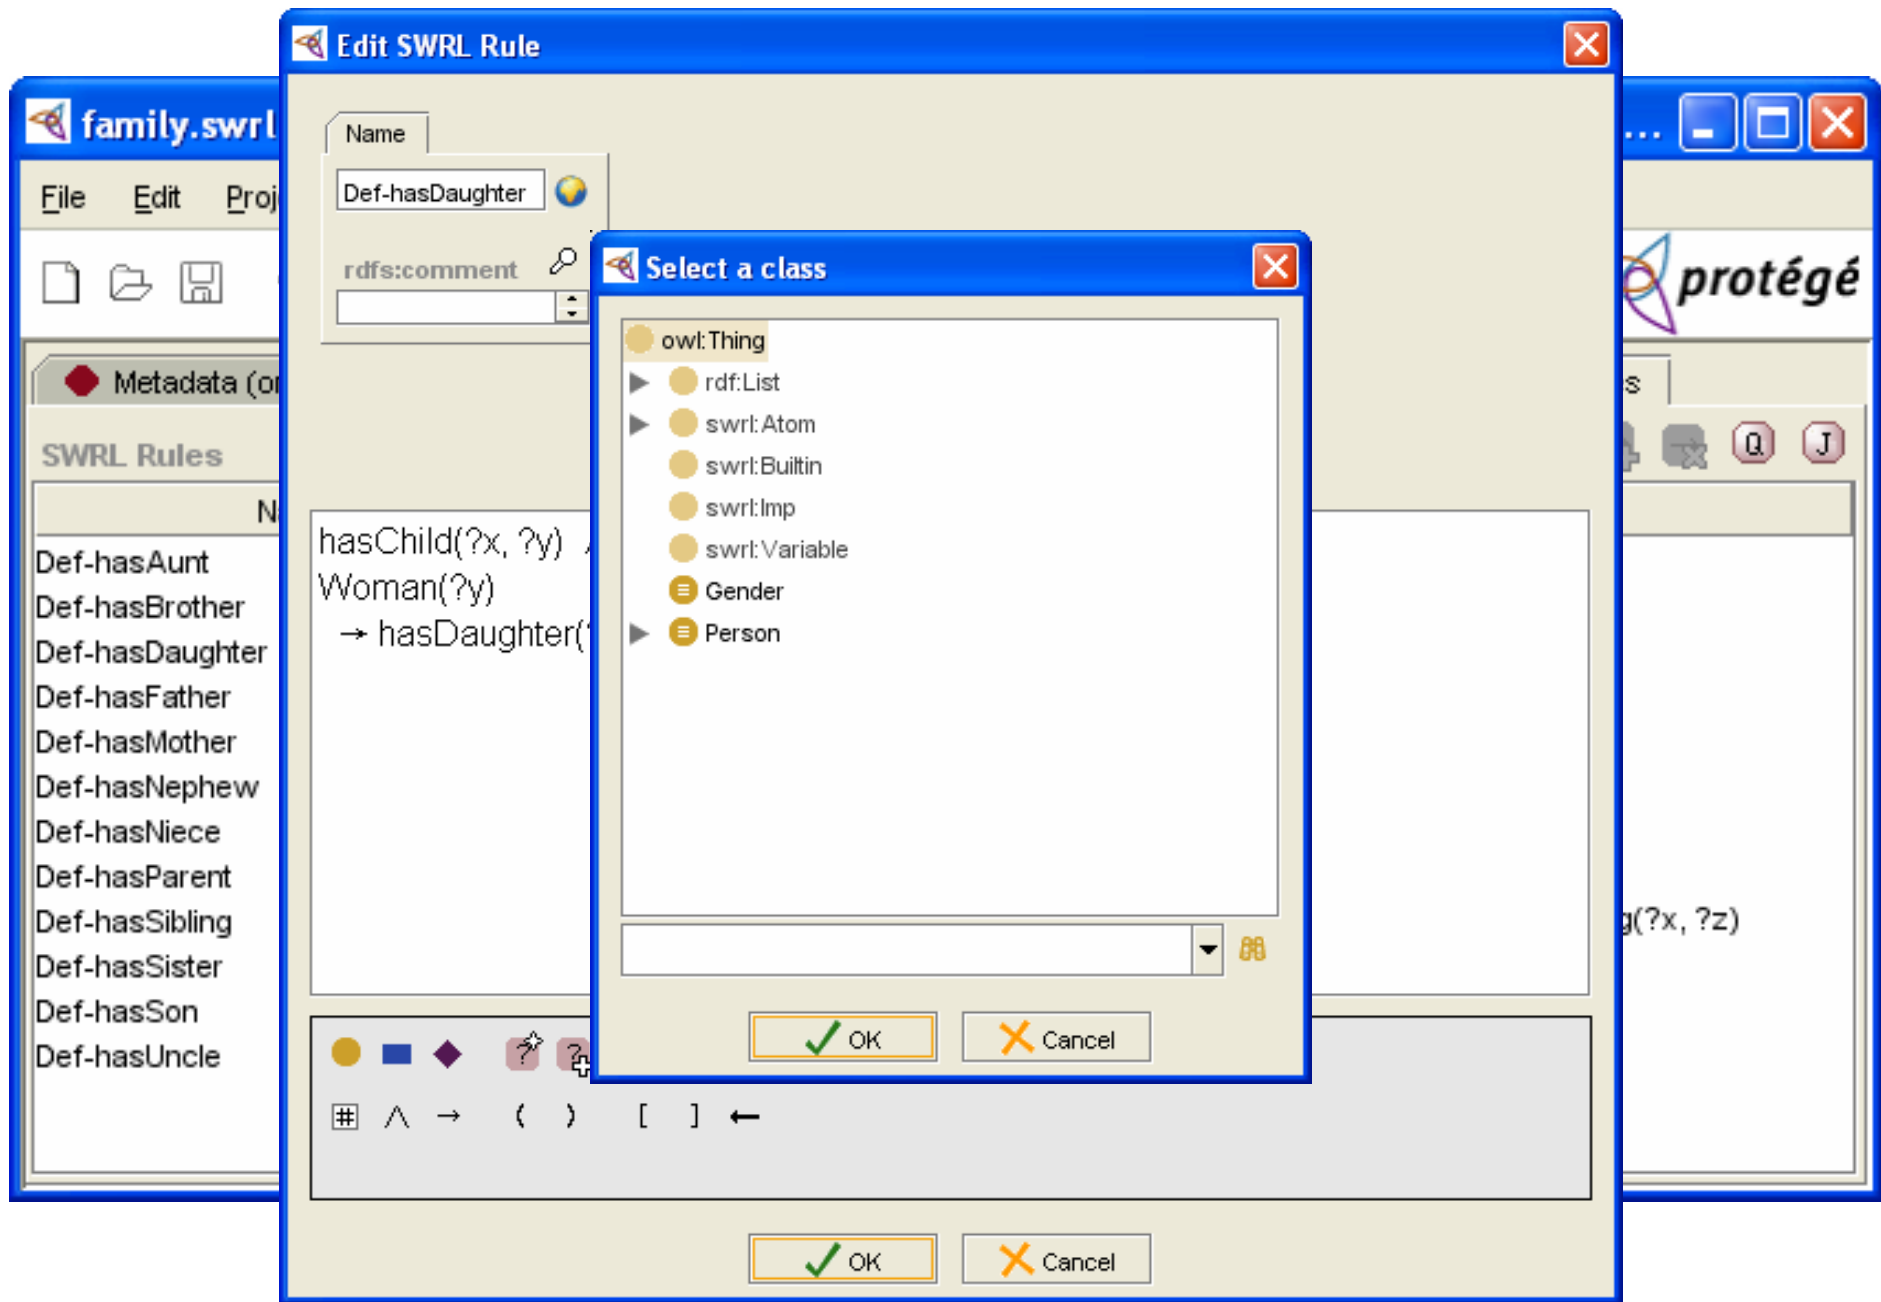 Edit SWRL Rule
family.swrl
...
File Edit Proj
Name
Def-hasDaughter
rdfs:comment
protégé
Select a class
owl:Thing
rdf:List
swrl:Atom
swrl:Builtin
swrl:Imp
swrl:Variable
Gender
Person
OK Cancel
Metadata (or
s
SWRL Rules
Q J
Def-hasAunt
Def-hasBrother
Def-hasDaughter
Def-hasFather
Def-hasMother
Def-hasNephew
Def-hasNiece
Def-hasParent
Def-hasSibling
Def-hasSister
Def-hasSon
Def-hasUncle
hasChild(?x, ?y)
Woman(?y)
→ hasDaughter(
g(?x, ?z)
? ?
# ∧ → ( ) [ ] ←
OK Cancel